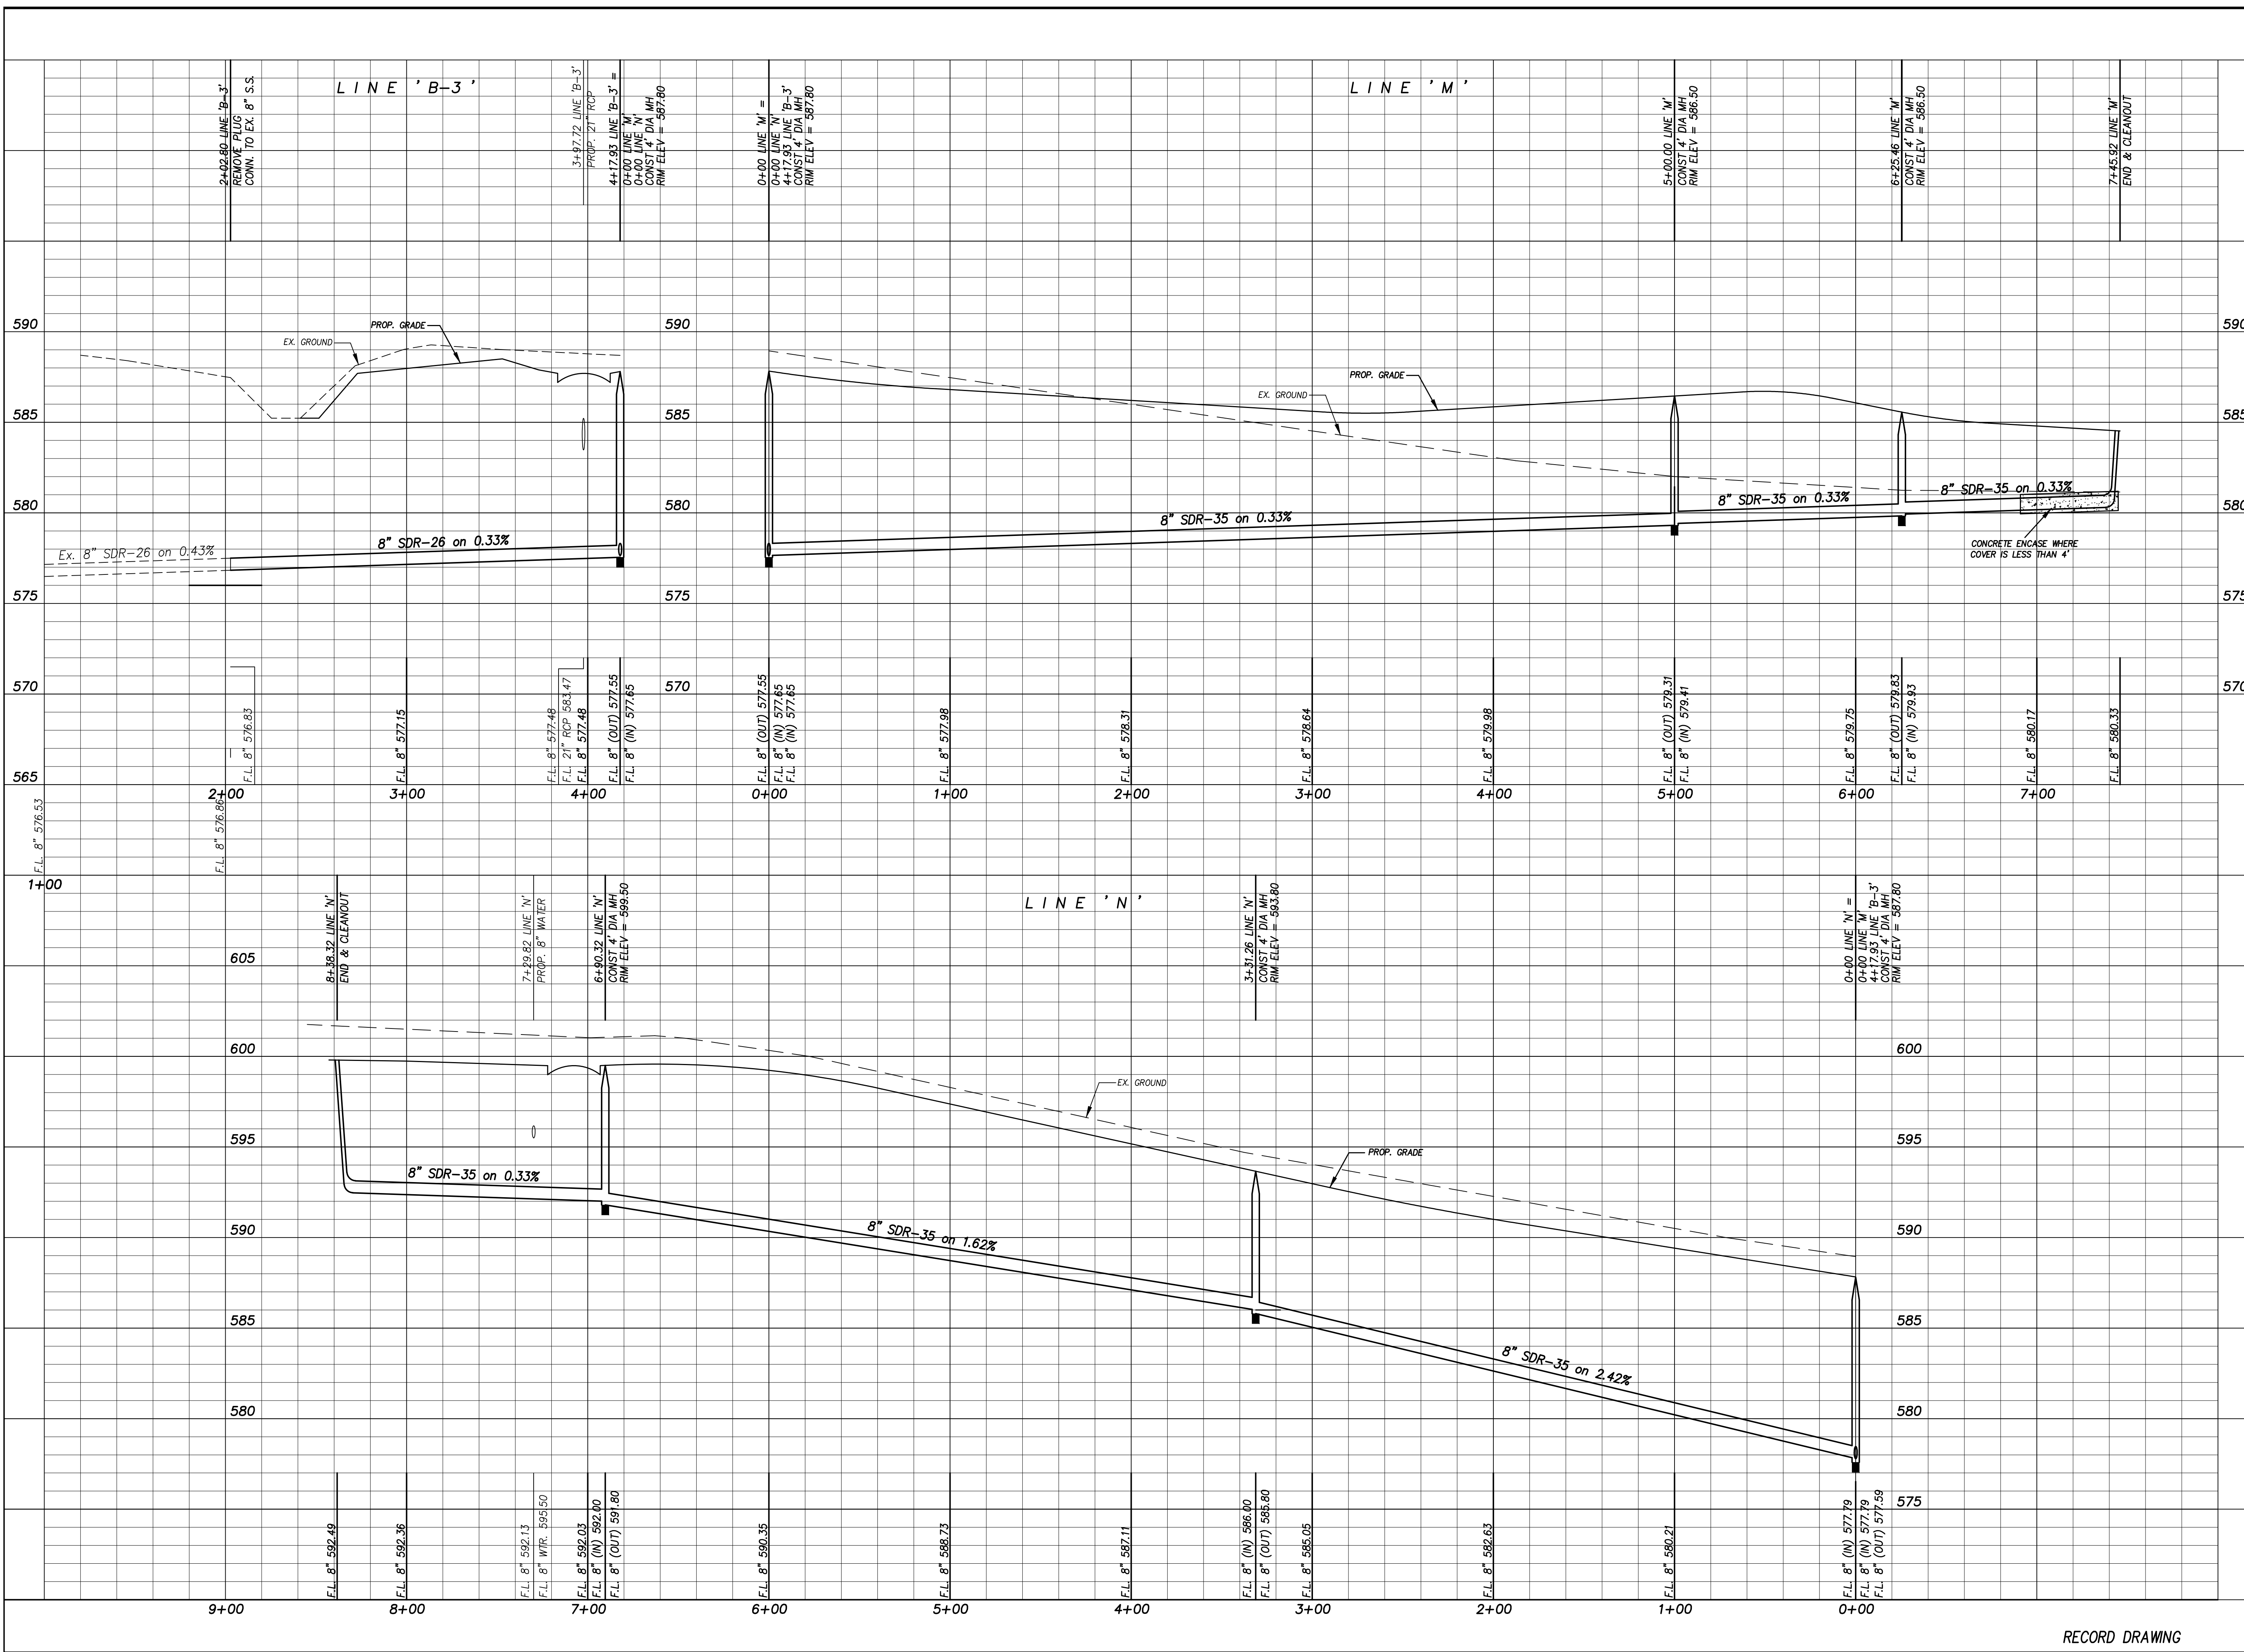 LINE 'B-3'
LINE 'M'
2+02.80 LINE 'B-3'
REMOVE PLUG
CONN. TO EX. 8" S.S.
3+97.72 LINE 'B-3'
PROP. 21" RCP
4+17.93 LINE 'B-3' =
0+00 LINE 'M'
0+00 LINE 'N'
CONST 4' DIA MH
RIM ELEV = 587.80
0+00 LINE 'M' =
0+00 LINE 'N'
4+17.93 LINE 'B-3'
CONST 4' DIA MH
RIM ELEV = 587.80
5+00.00 LINE 'M'
CONST 4' DIA MH
RIM ELEV = 586.50
6+25.46 LINE 'M'
CONST 4' DIA MH
RIM ELEV = 586.50
7+45.92 LINE 'M'
END & CLEANOUT
590
590
590
PROP. GRADE
EX. GROUND
PROP. GRADE
EX. GROUND
585
585
585
580
580
580
Ex. 8" SDR-26 on 0.43%
8" SDR-26 on 0.33%
8" SDR-35 on 0.33%
8" SDR-35 on 0.33%
8" SDR-35 on 0.33%
CONCRETE ENCASE WHERE
COVER IS LESS THAN 4'
575
575
575
570
570
570
F.L. 8" 576.83
F.L. 8" 577.15
F.L. 8" 577.48
F.L. 21" RCP 583.47
F.L. 8" 577.48
F.L. 8" (OUT) 577.55
F.L. 8" (IN) 577.65
F.L. 8" (OUT) 577.55
F.L. 8" (IN) 577.65
F.L. 8" (IN) 577.65
F.L. 8" 577.98
F.L. 8" 578.31
F.L. 8" 578.64
F.L. 8" 579.98
F.L. 8" (OUT) 579.31
F.L. 8" (IN) 579.41
F.L. 8" 579.75
F.L. 8" (OUT) 579.83
F.L. 8" (IN) 579.93
F.L. 8" 580.17
F.L. 8" 580.33
565
2+00
3+00
4+00
0+00
1+00
2+00
3+00
4+00
5+00
6+00
7+00
F.L. 8" 576.53
F.L. 8" 576.86
1+00
LINE 'N'
8+38.32 LINE 'N'
END & CLEANOUT
7+29.82 LINE 'N'
PROP. 8" WATER
6+90.32 LINE 'N'
CONST 4' DIA MH
RIM ELEV = 599.50
3+31.26 LINE 'N'
CONST 4' DIA MH
RIM ELEV = 593.80
0+00 LINE 'N' =
0+00 LINE 'M'
4+17.93 LINE 'B-3'
CONST 4' DIA MH
RIM ELEV = 587.80
605
605
600
600
EX. GROUND
595
595
PROP. GRADE
8" SDR-35 on 0.33%
590
590
8" SDR-35 on 1.62%
585
585
8" SDR-35 on 2.42%
580
580
575
F.L. 8" 592.49
F.L. 8" 592.36
F.L. 8" 592.13
F.L. 8" WTR. 595.50
F.L. 8" 592.03
F.L. 8" (IN) 592.00
F.L. 8" (OUT) 591.80
F.L. 8" 590.35
F.L. 8" 588.73
F.L. 8" 587.11
F.L. 8" (IN) 586.00
F.L. 8" (OUT) 585.80
F.L. 8" 585.05
F.L. 8" 582.63
F.L. 8" 580.21
F.L. 8" (IN) 577.79
F.L. 8" (IN) 577.79
F.L. 8" (OUT) 577.59
9+00
8+00
7+00
6+00
5+00
4+00
3+00
2+00
1+00
0+00
RECORD DRAWING